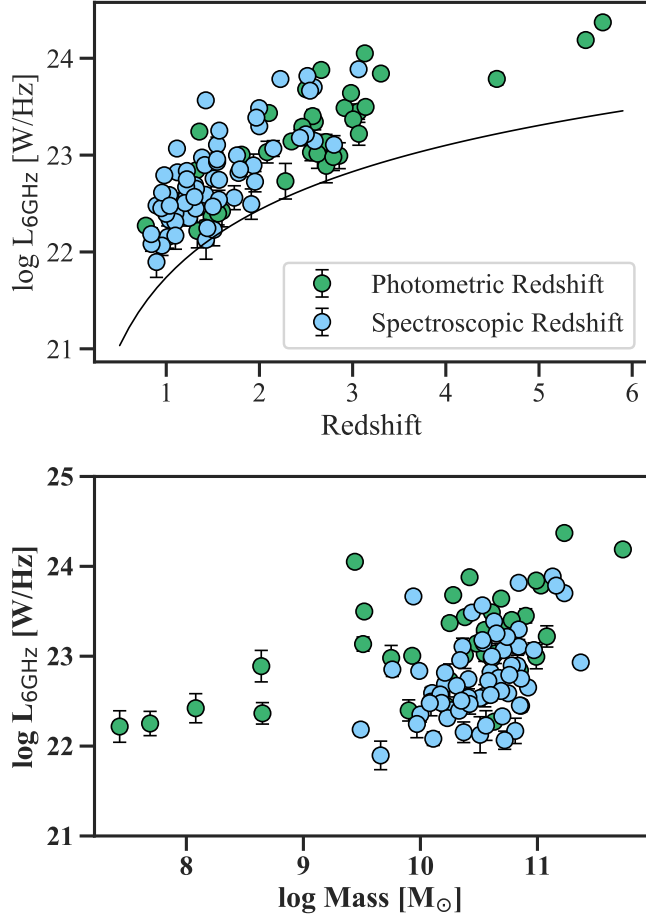 24
23
22
21
log L6GHz [W/Hz]
Photometric Redshift
Spectroscopic Redshift
1 2 3 4 5 6
Redshift
25
24
23
22
21
log L6GHz [W/Hz]
8 9 10 11
log Mass [M⊙]